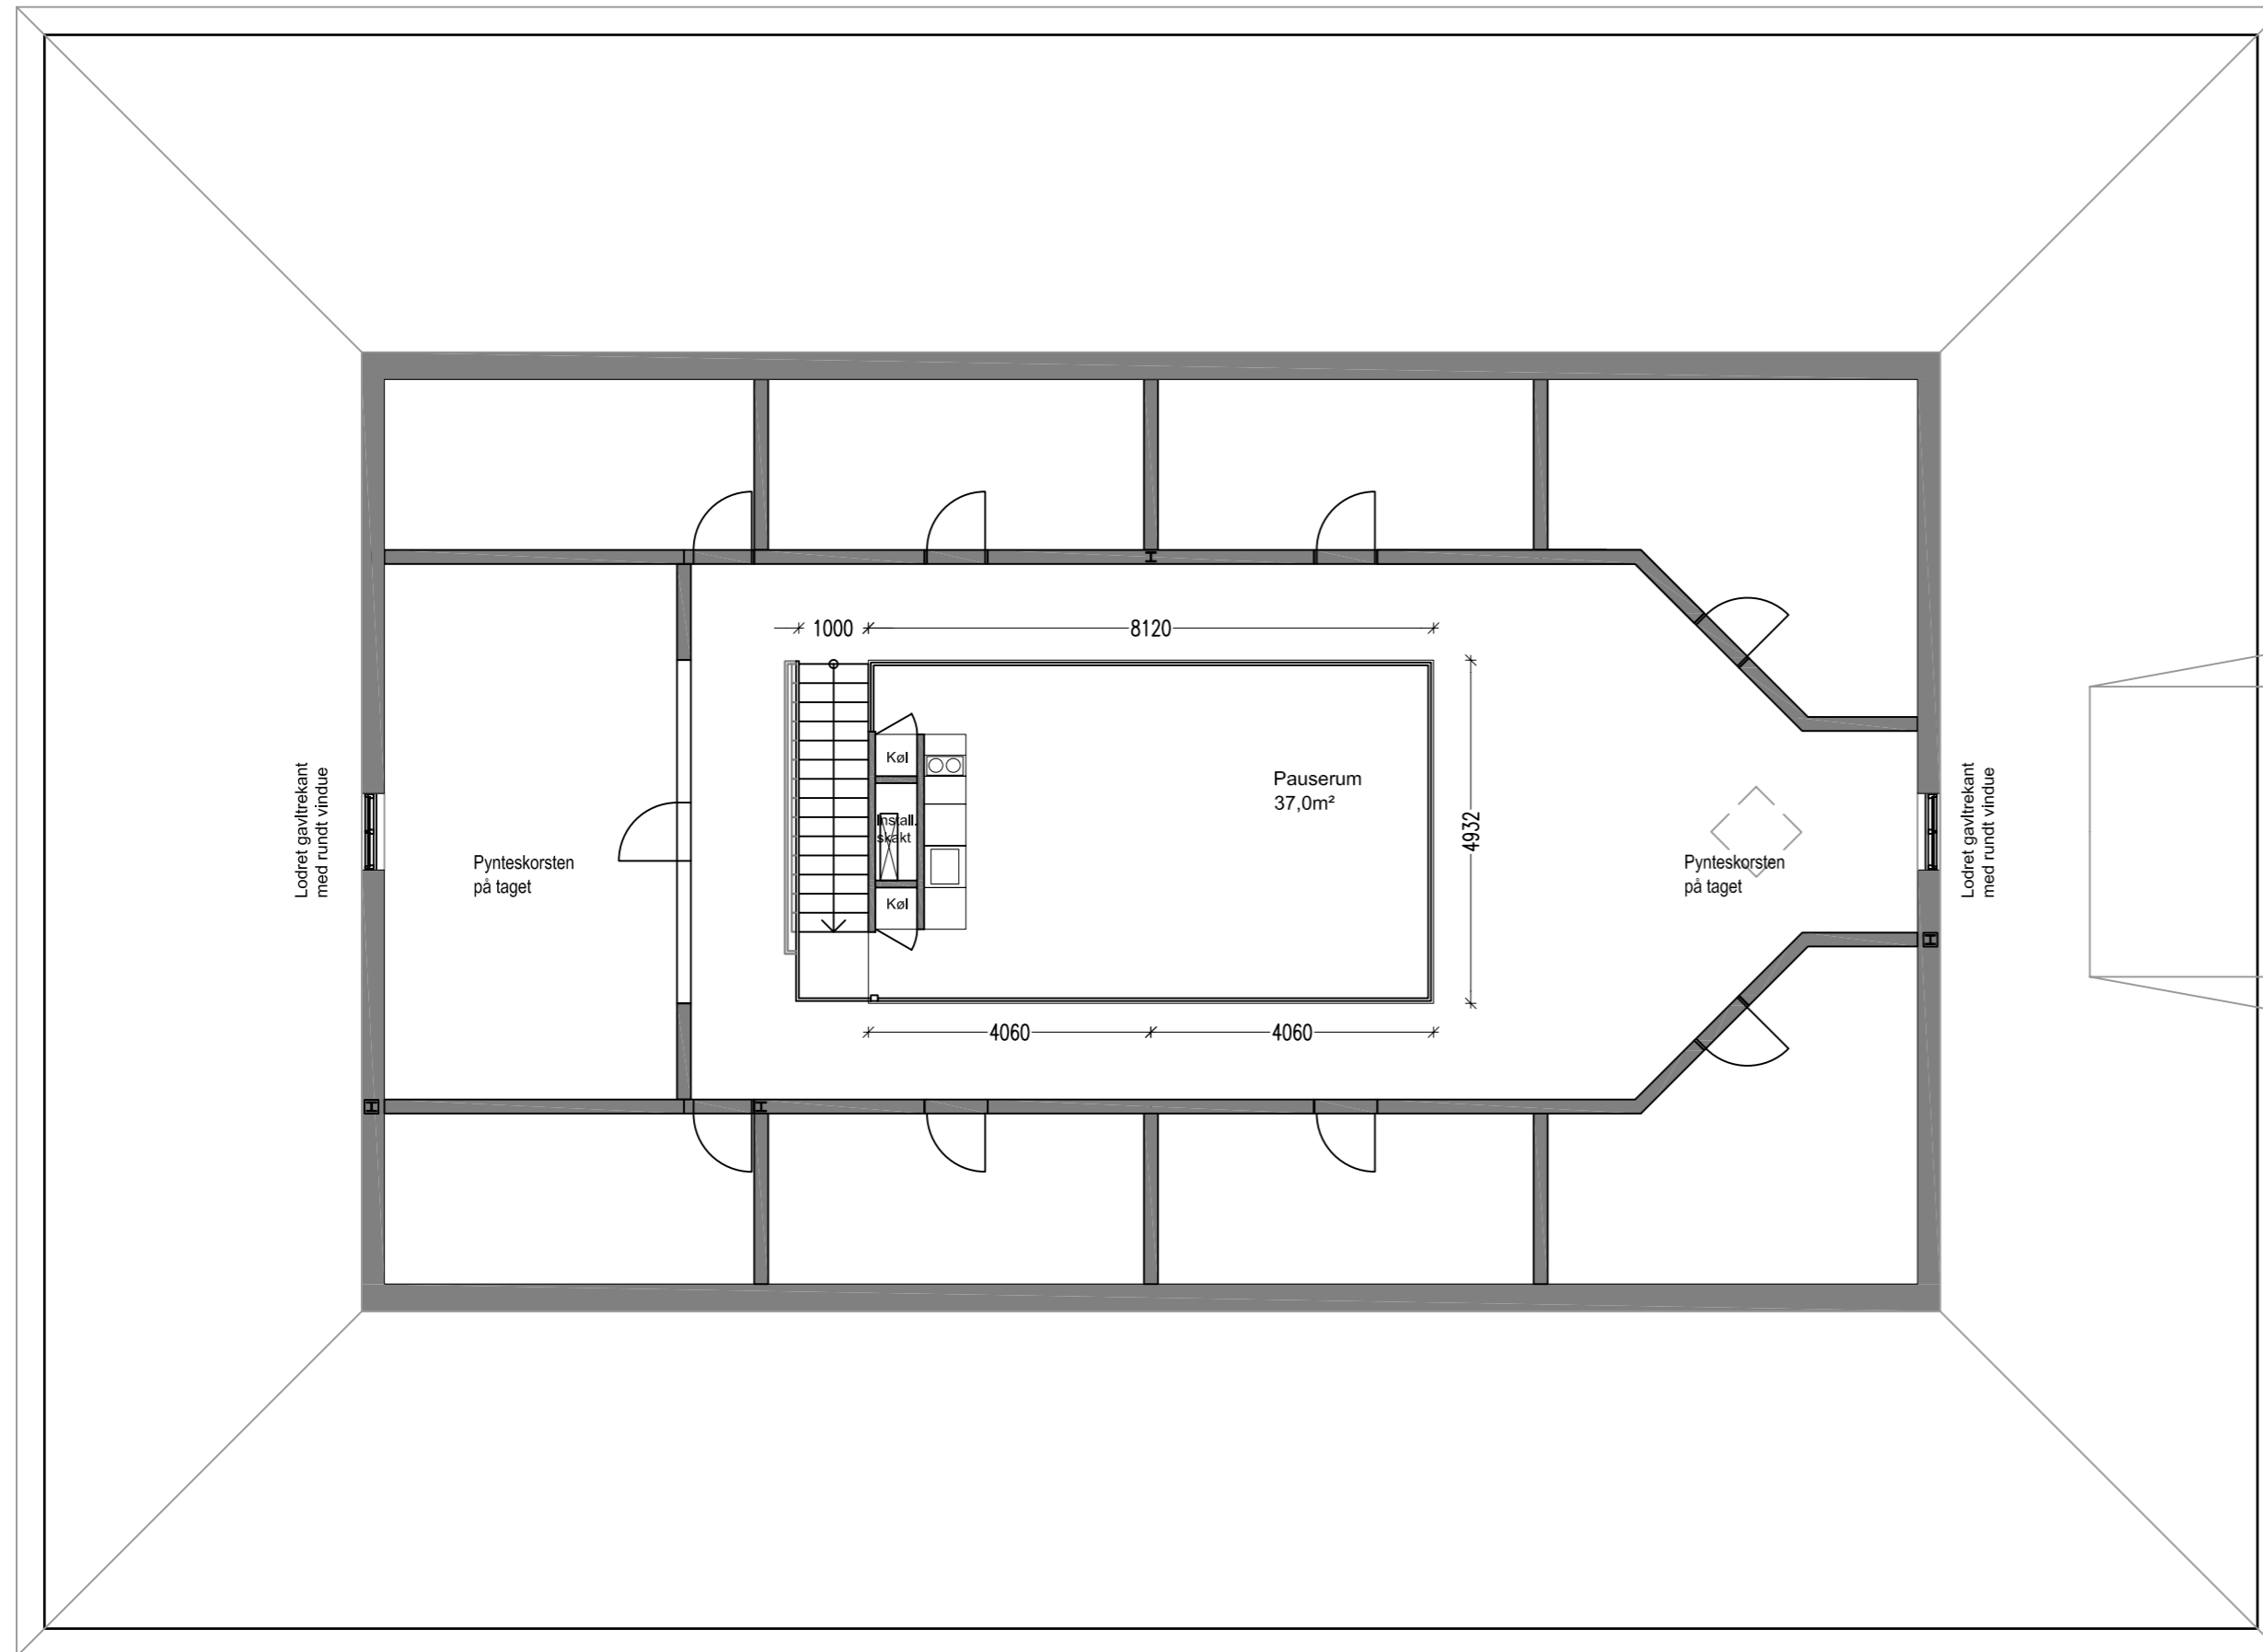 1000
8120
Køl
Pauserum
37,0m²
Install.
skakt
4932
Køl
Lodret gavltrekant
med rundt vindue
Pynteskorsten
på taget
Pynteskorsten
på taget
Lodret gavltrekant
med rundt vindue
4060
4060